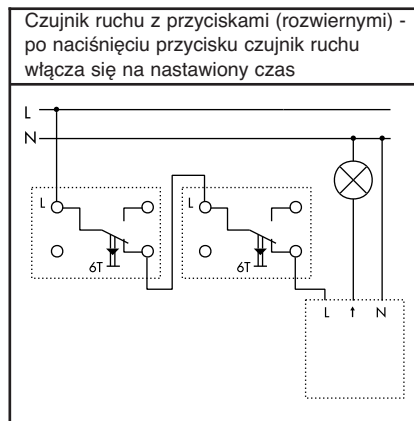 Czujnik ruchu z przyciskami (rozwiernymi) -
po naciśnięciu przycisku czujnik ruchu
włącza się na nastawiony czas
L
N
L
L
6T
6T
L ↑ N